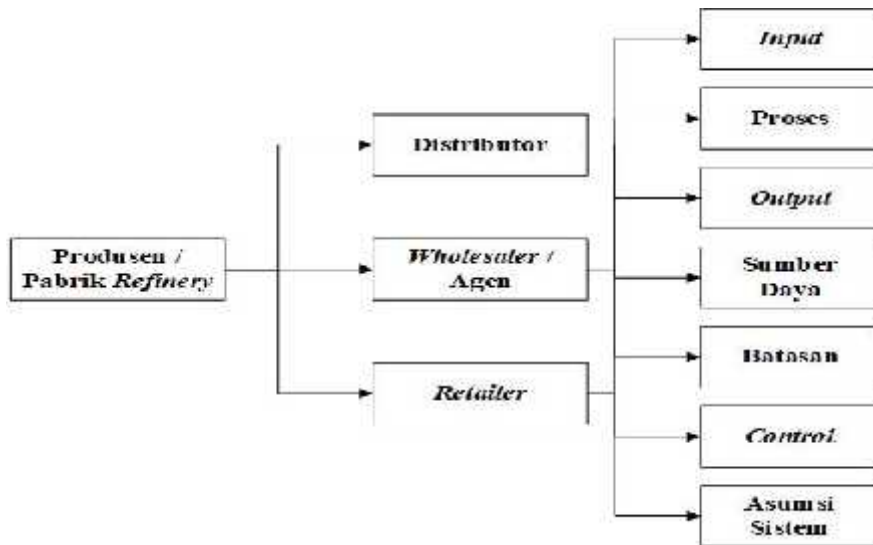 Produsen /
Pabrik Refinery
Distributor
Wholesaler /
Agen
Retailer
Input
Proses
Output
Sumber
Daya
Batasan
Control
Asumsi
Sistem